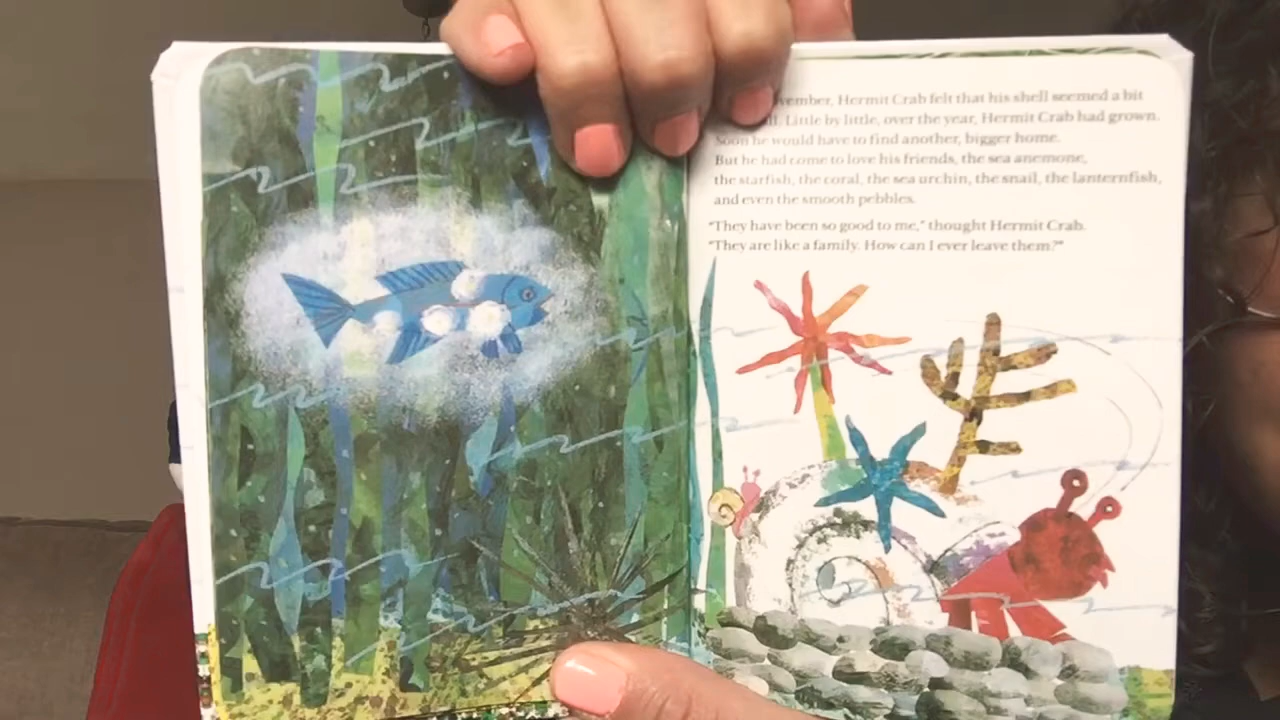 vember, Hermit Crab felt that his shell seemed a bit
ll. Little by little, over the year, Hermit Crab had grown.
Soon he would have to find another, bigger home.
But he had come to love his friends, the sea anemone,
the starfish, the coral, the sea urchin, the snail, the lanternfish,
and even the smooth pebbles.
"They have been so good to me," thought Hermit Crab.
"They are like a family. How can I ever leave them?"